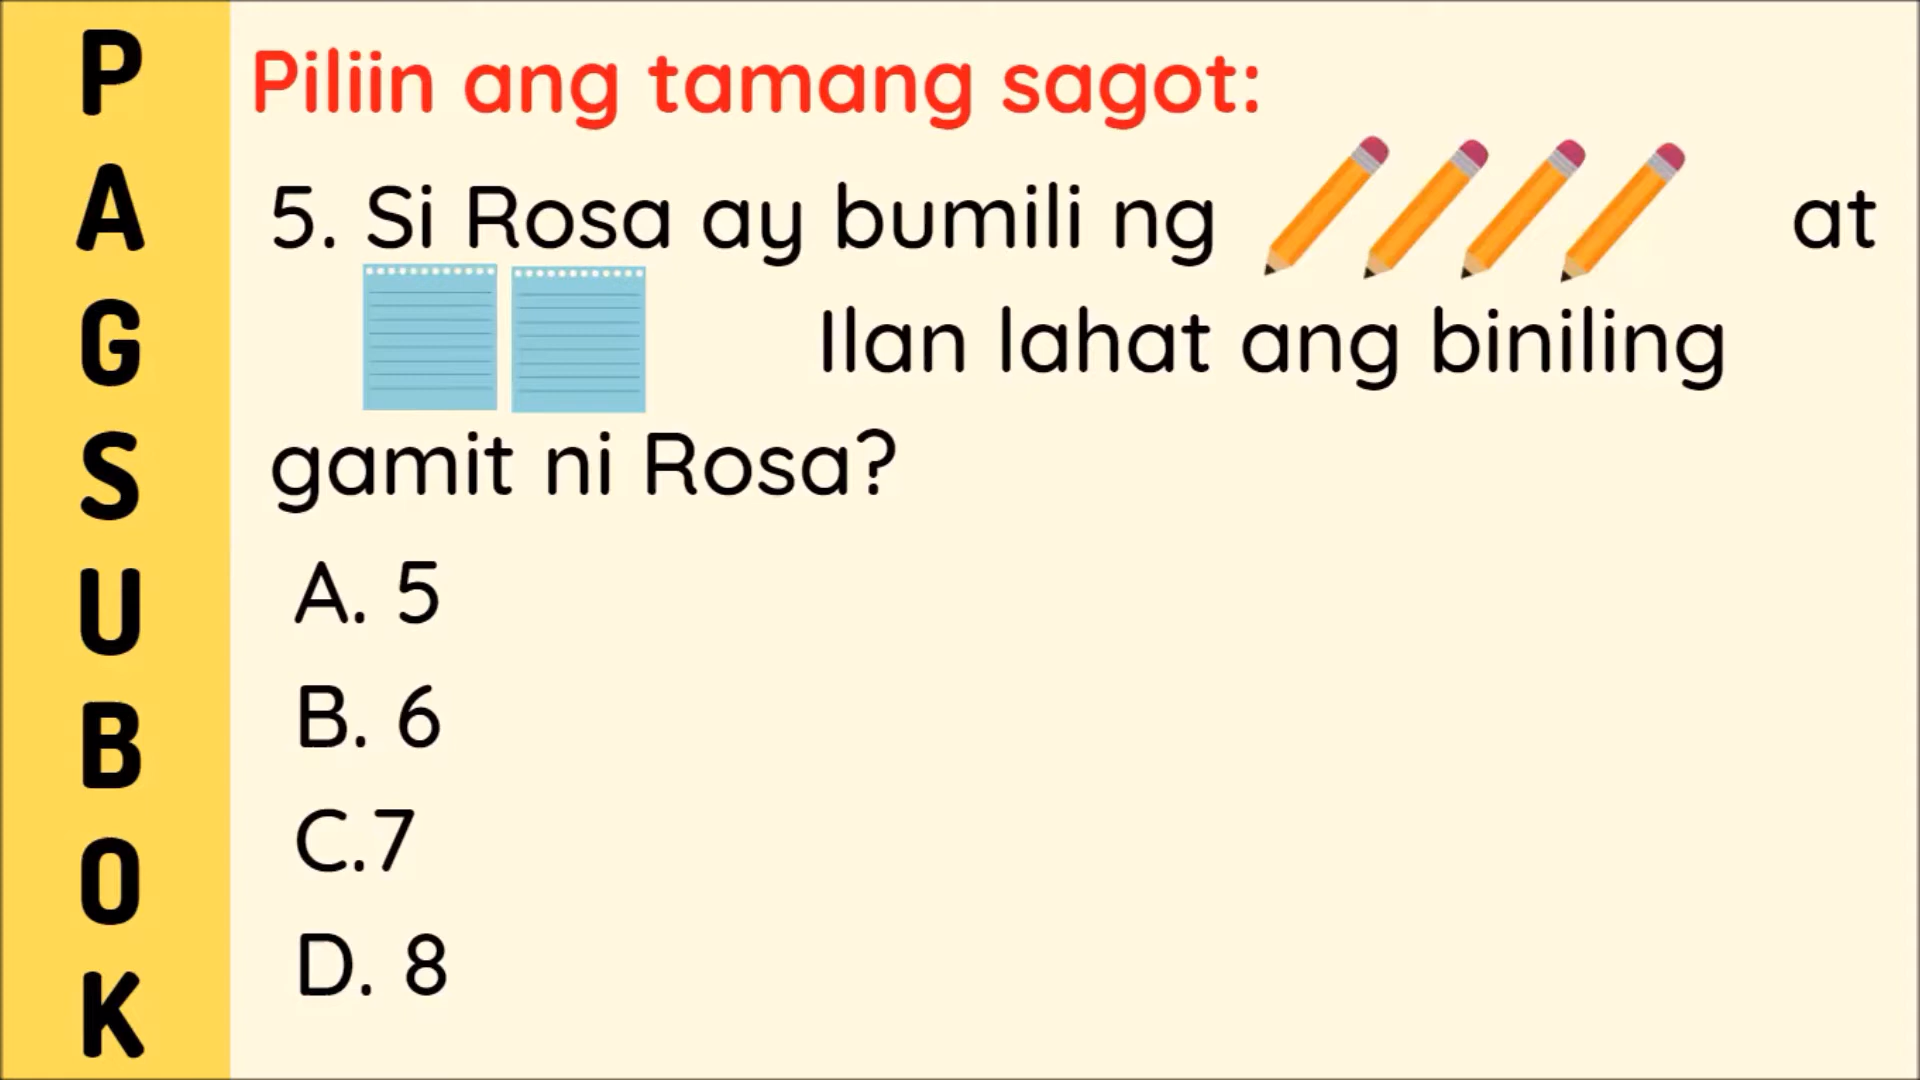 PAGSUBOK
Piliin ang tamang sagot:
5. Si Rosa ay bumili ng at
Ilan lahat ang biniling
gamit ni Rosa?
A. 5
B. 6
C.7
D. 8